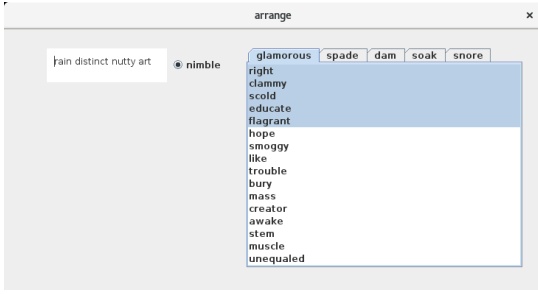 arrange
rain distinct nutty art
nimble
glamorous spade dam soak snore
right
clammy
scold
educate
flagrant
hope
smoggy
like
trouble
bury
mass
creator
awake
stem
muscle
unequaled